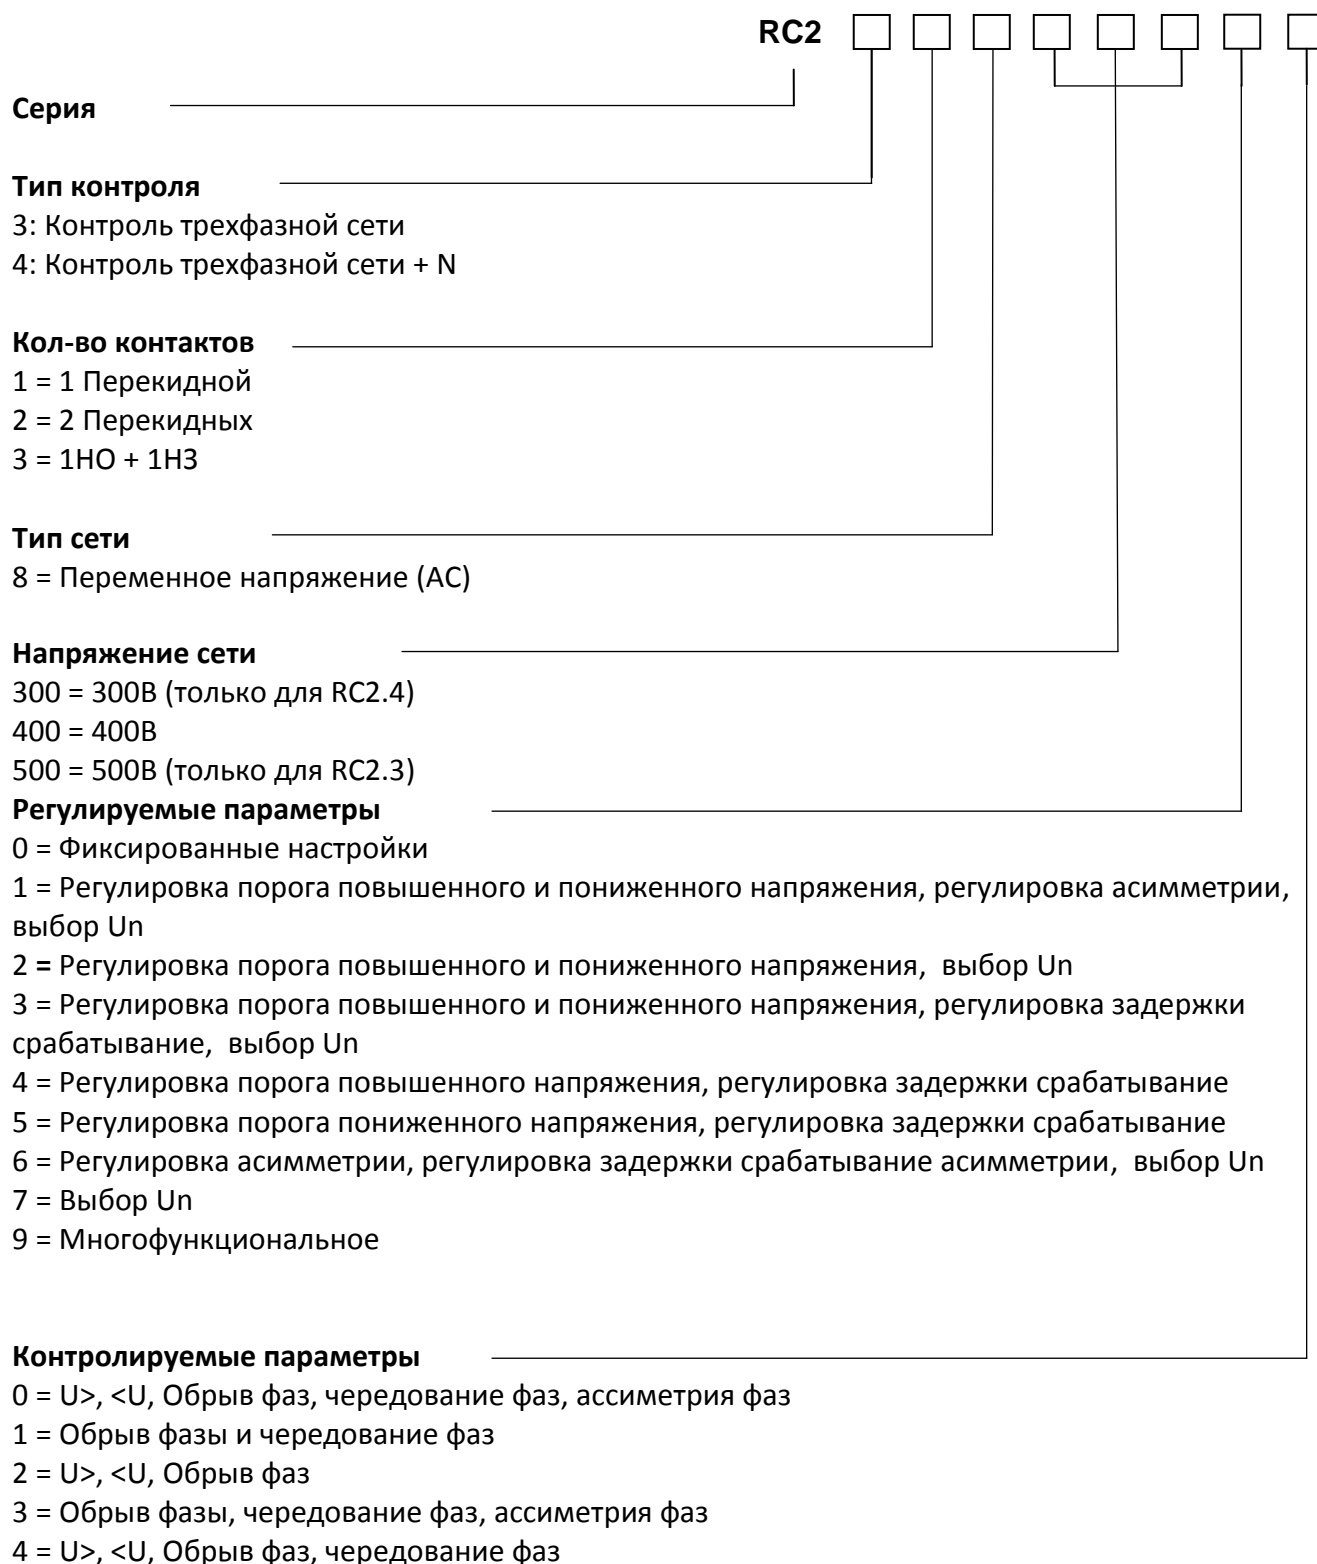 RC2
Серия
Тип контроля
3: Контроль трехфазной сети
4: Контроль трехфазной сети + N
Кол-во контактов
1 = 1 Перекидной
2 = 2 Перекидных
3 = 1НО + 1НЗ
Тип сети
8 = Переменное напряжение (АС)
Напряжение сети
300 = 300В (только для RC2.4)
400 = 400В
500 = 500В (только для RC2.3)
Регулируемые параметры
0 = Фиксированные настройки
1 = Регулировка порога повышенного и пониженного напряжения, регулировка асимметрии,
выбор Un
2 = Регулировка порога повышенного и пониженного напряжения,  выбор Un
3 = Регулировка порога повышенного и пониженного напряжения, регулировка задержки
срабатывание,  выбор Un
4 = Регулировка порога повышенного напряжения, регулировка задержки срабатывание
5 = Регулировка порога пониженного напряжения, регулировка задержки срабатывание
6 = Регулировка асимметрии, регулировка задержки срабатывание асимметрии,  выбор Un
7 = Выбор Un
9 = Многофункциональное
Контролируемые параметры
0 = U>, <U, Обрыв фаз, чередование фаз, ассиметрия фаз
1 = Обрыв фазы и чередование фаз
2 = U>, <U, Обрыв фаз
3 = Обрыв фазы, чередование фаз, ассиметрия фаз
4 = U>, <U, Обрыв фаз, чередование фаз